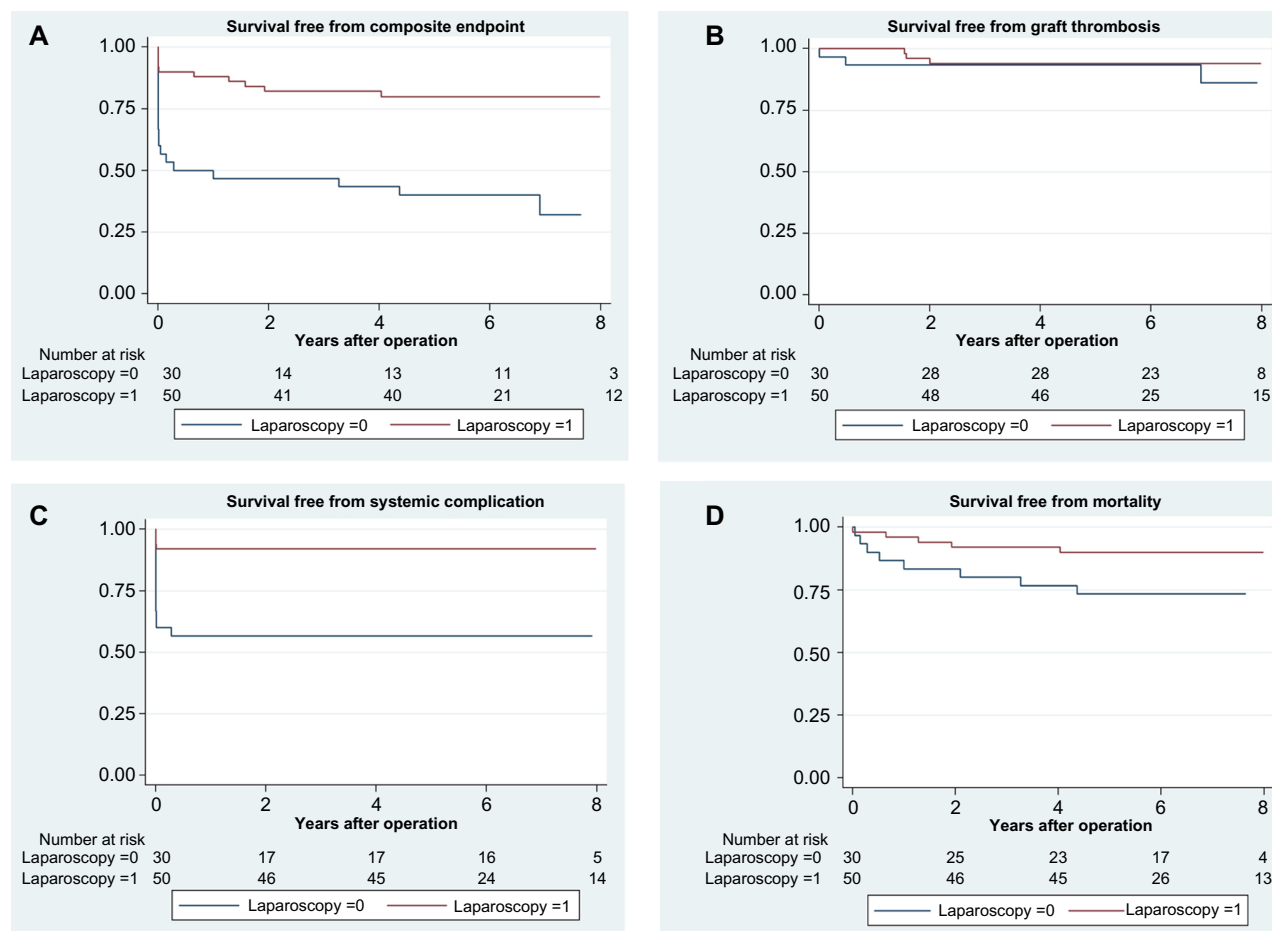 A
Survival free from composite endpoint
1.00
0.75
0.50
0.25
0.00
0 2 4 6 8
Years after operation
Number at risk
Laparoscopy =0 30 14 13 11 3
Laparoscopy =1 50 41 40 21 12
Laparoscopy =0 Laparoscopy =1
B
Survival free from graft thrombosis
1.00
0.75
0.50
0.25
0.00
0 2 4 6 8
Years after operation
Number at risk
Laparoscopy =0 30 28 28 23 8
Laparoscopy =1 50 48 46 25 15
Laparoscopy =0 Laparoscopy =1
C
Survival free from systemic complication
1.00
0.75
0.50
0.25
0.00
0 2 4 6 8
Years after operation
Number at risk
Laparoscopy =0 30 17 17 16 5
Laparoscopy =1 50 46 45 24 14
Laparoscopy =0 Laparoscopy =1
D
Survival free from mortality
1.00
0.75
0.50
0.25
0.00
0 2 4 6 8
Years after operation
Number at risk
Laparoscopy =0 30 25 23 17 4
Laparoscopy =1 50 46 45 26 13
Laparoscopy =0 Laparoscopy =1